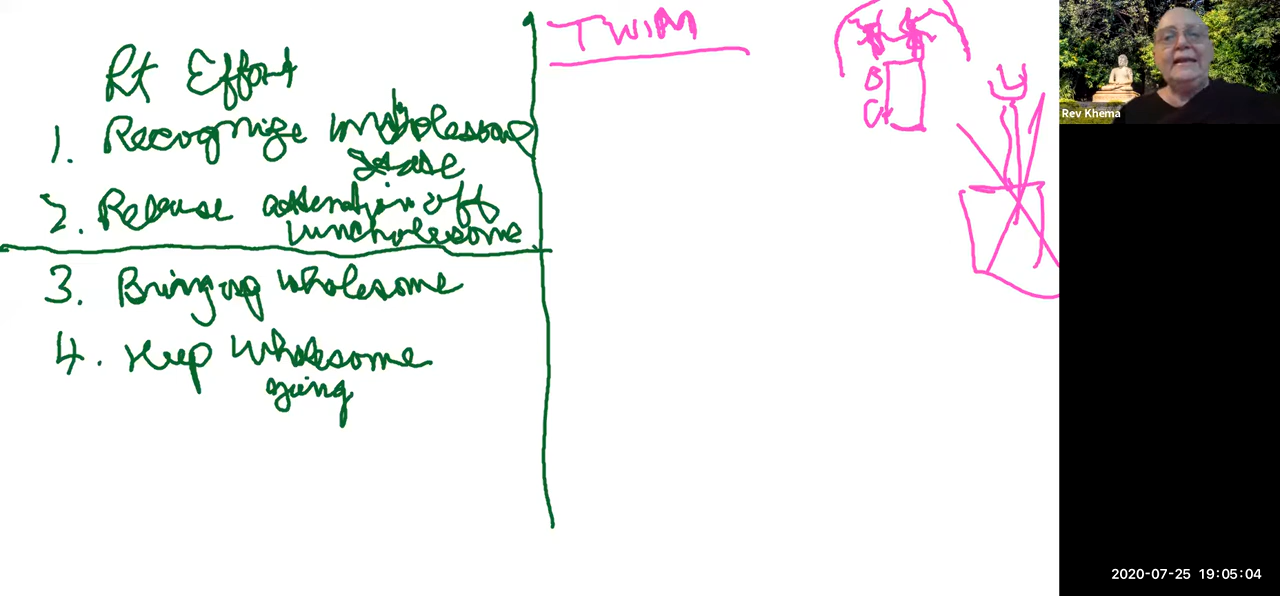 Rt Effort
1. Recognize unwholesome
state
2. Release attention off
unwholesome
3. Bring up wholesome
4. Keep wholesome
going
TWIM
B
Rev Khema
2020-07-25 19:05:04